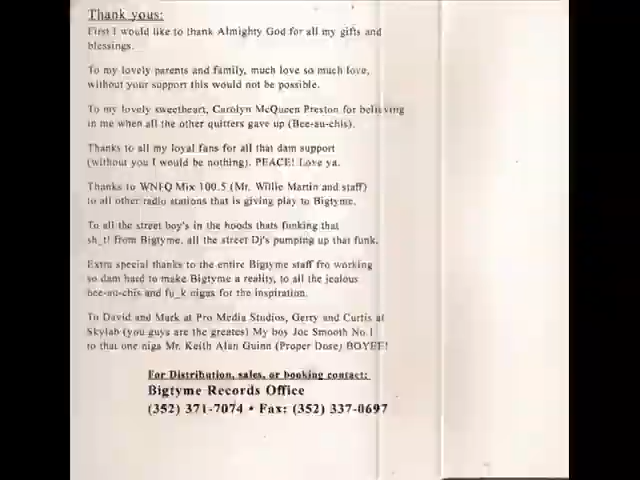 Thank yous:
First I would like to thank Almighty God for all my gifts and
blessings.
To my lovely parents and family, much love so much love,
without your support this would not be possible.
To my lovely sweetheart, Carolyn McQueen Preston for believing
in me when all the other quitters gave up (Bee-au-chis).
Thanks to all my loyal fans for all that dam support
(without you I would be nothing). PEACE! Love ya.
Thanks to WNFQ Mix 100.5 (Mr. Willie Martin and staff)
to all other radio stations that is giving play to Bigtyme.
To all the street boy's in the hoods thats funking that
sh_t! from Bigtyme, all the street Dj's pumping up that funk.
Extra special thanks to the entire Bigtyme staff fro working
so dam hard to make Bigtyme a reality, to all the jealous
bee-au-chis and fu_k nigas for the inspiration.
To David and Mark at Pro Media Studios, Gerry and Curtis at
Skylab (you guys are the greates) My boy Joe Smooth No.1
to that one niga Mr. Keith Alan Guinn (Proper Dose) BOYEE!
For Distribution, sales, or booking contact:
Bigtyme Records Office
(352) 371-7074 • Fax: (352) 337-0697